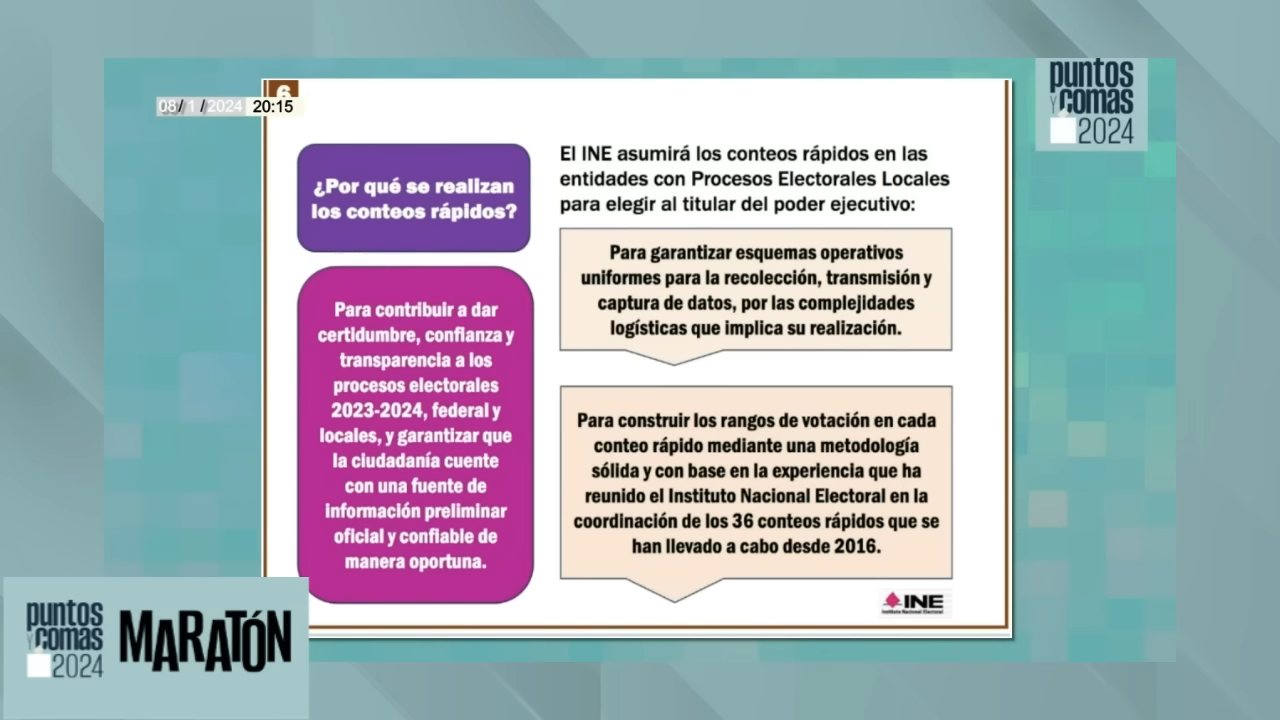 6
08/ 1 /2024 20:15
puntos
y comas
2024
¿Por qué se realizan
los conteos rápidos?
Para contribuir a dar
certidumbre, confianza y
transparencia a los
procesos electorales
2023-2024, federal y
locales, y garantizar que
la ciudadanía cuente
con una fuente de
información preliminar
oficial y confiable de
manera oportuna.
El INE asumirá los conteos rápidos en las
entidades con Procesos Electorales Locales
para elegir al titular del poder ejecutivo:
Para garantizar esquemas operativos
uniformes para la recolección, transmisión y
captura de datos, por las complejidades
logísticas que implica su realización.
Para construir los rangos de votación en cada
conteo rápido mediante una metodología
sólida y con base en la experiencia que ha
reunido el Instituto Nacional Electoral en la
coordinación de los 36 conteos rápidos que se
han llevado a cabo desde 2016.
INE
Instituto Nacional Electoral
puntos
y comas
2024
MARATÓN